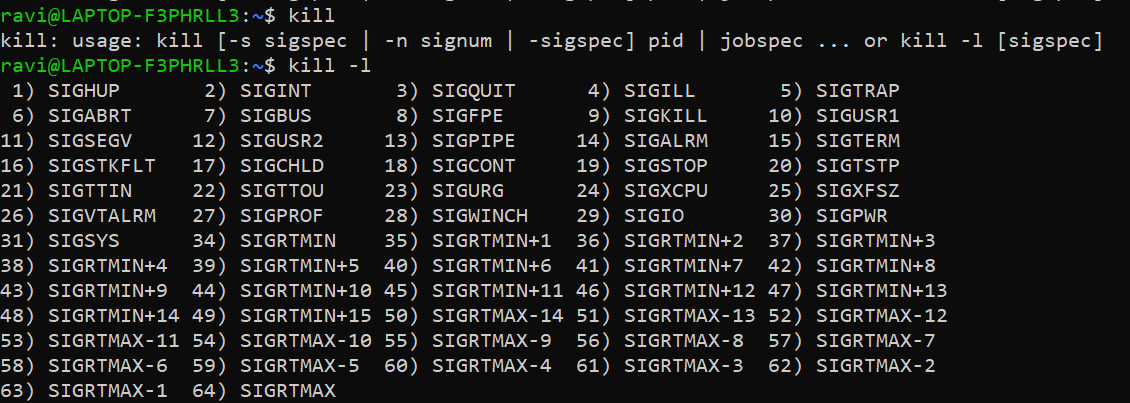 ravi@LAPTOP-F3PHRLL3:~$ kill
kill: usage: kill [-s sigspec | -n signum | -sigspec] pid | jobspec ... or kill -l [sigspec]
ravi@LAPTOP-F3PHRLL3:~$ kill -l
 1) SIGHUP       2) SIGINT       3) SIGQUIT      4) SIGILL       5) SIGTRAP
 6) SIGABRT      7) SIGBUS       8) SIGFPE       9) SIGKILL     10) SIGUSR1
11) SIGSEGV     12) SIGUSR2     13) SIGPIPE     14) SIGALRM     15) SIGTERM
16) SIGSTKFLT   17) SIGCHLD     18) SIGCONT     19) SIGSTOP     20) SIGTSTP
21) SIGTTIN     22) SIGTTOU     23) SIGURG      24) SIGXCPU     25) SIGXFSZ
26) SIGVTALRM   27) SIGPROF     28) SIGWINCH    29) SIGIO       30) SIGPWR
31) SIGSYS      34) SIGRTMIN    35) SIGRTMIN+1  36) SIGRTMIN+2  37) SIGRTMIN+3
38) SIGRTMIN+4  39) SIGRTMIN+5  40) SIGRTMIN+6  41) SIGRTMIN+7  42) SIGRTMIN+8
43) SIGRTMIN+9  44) SIGRTMIN+10 45) SIGRTMIN+11 46) SIGRTMIN+12 47) SIGRTMIN+13
48) SIGRTMIN+14 49) SIGRTMIN+15 50) SIGRTMAX-14 51) SIGRTMAX-13 52) SIGRTMAX-12
53) SIGRTMAX-11 54) SIGRTMAX-10 55) SIGRTMAX-9  56) SIGRTMAX-8  57) SIGRTMAX-7
58) SIGRTMAX-6  59) SIGRTMAX-5  60) SIGRTMAX-4  61) SIGRTMAX-3  62) SIGRTMAX-2
63) SIGRTMAX-1  64) SIGRTMAX